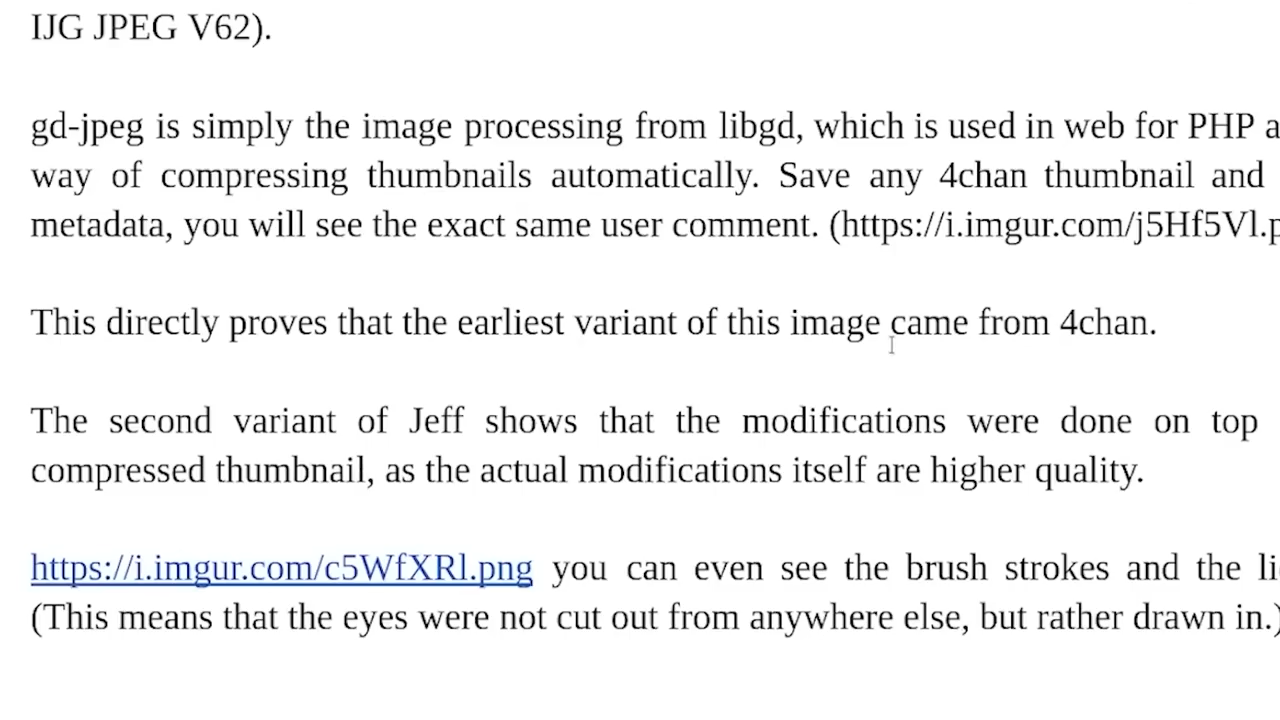 IJG JPEG V62).
gd-jpeg is simply the image processing from libgd, which is used in web for PHP a
way of compressing thumbnails automatically. Save any 4chan thumbnail and
metadata, you will see the exact same user comment. (https://i.imgur.com/j5Hf5Vl.p
This directly proves that the earliest variant of this image came from 4chan.
The second variant of Jeff shows that the modifications were done on top
compressed thumbnail, as the actual modifications itself are higher quality.
https://i.imgur.com/c5WfXRl.png you can even see the brush strokes and the li
(This means that the eyes were not cut out from anywhere else, but rather drawn in.)